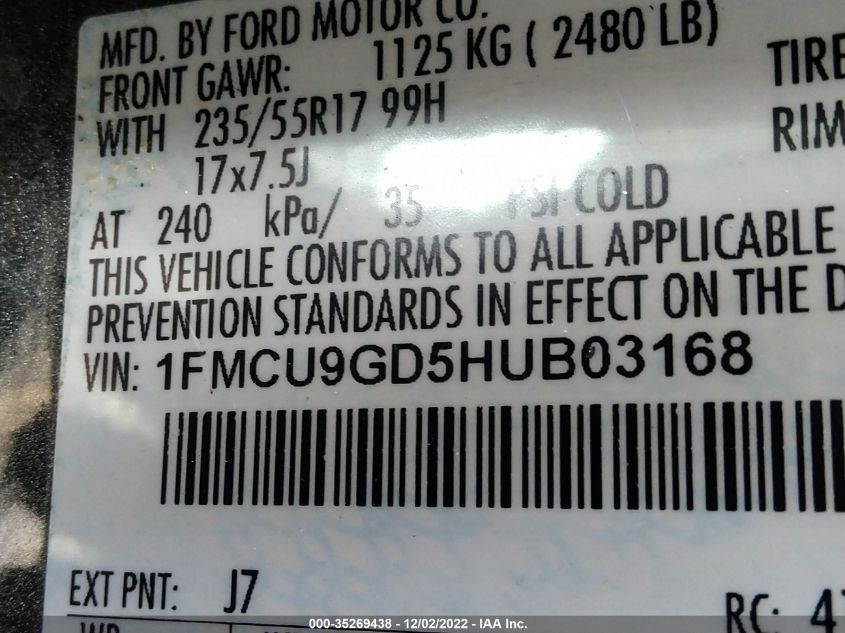 MFD. BY FORD MOTOR CO.
FRONT GAWR: 1125 KG ( 2480 LB)
WITH 235/55R17 99H TIRE
17x7.5J RIM
AT 240 kPa/ 35 PSI COLD
THIS VEHICLE CONFORMS TO ALL APPLICABLE
PREVENTION STANDARDS IN EFFECT ON THE D
VIN: 1FMCU9GD5HUB03168
EXT PNT: J7
RC: 4
000-35269438 - 12/02/2022 - IAA Inc.